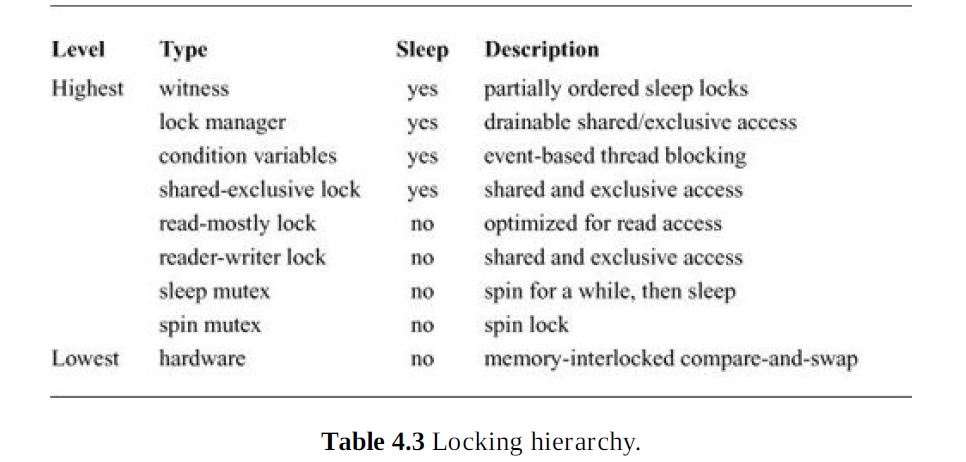 Level Type Sleep Description
Highest witness yes partially ordered sleep locks
lock manager yes drainable shared/exclusive access
condition variables yes event-based thread blocking
shared-exclusive lock yes shared and exclusive access
read-mostly lock no optimized for read access
reader-writer lock no shared and exclusive access
sleep mutex no spin for a while, then sleep
spin mutex no spin lock
Lowest hardware no memory-interlocked compare-and-swap
Table 4.3 Locking hierarchy.